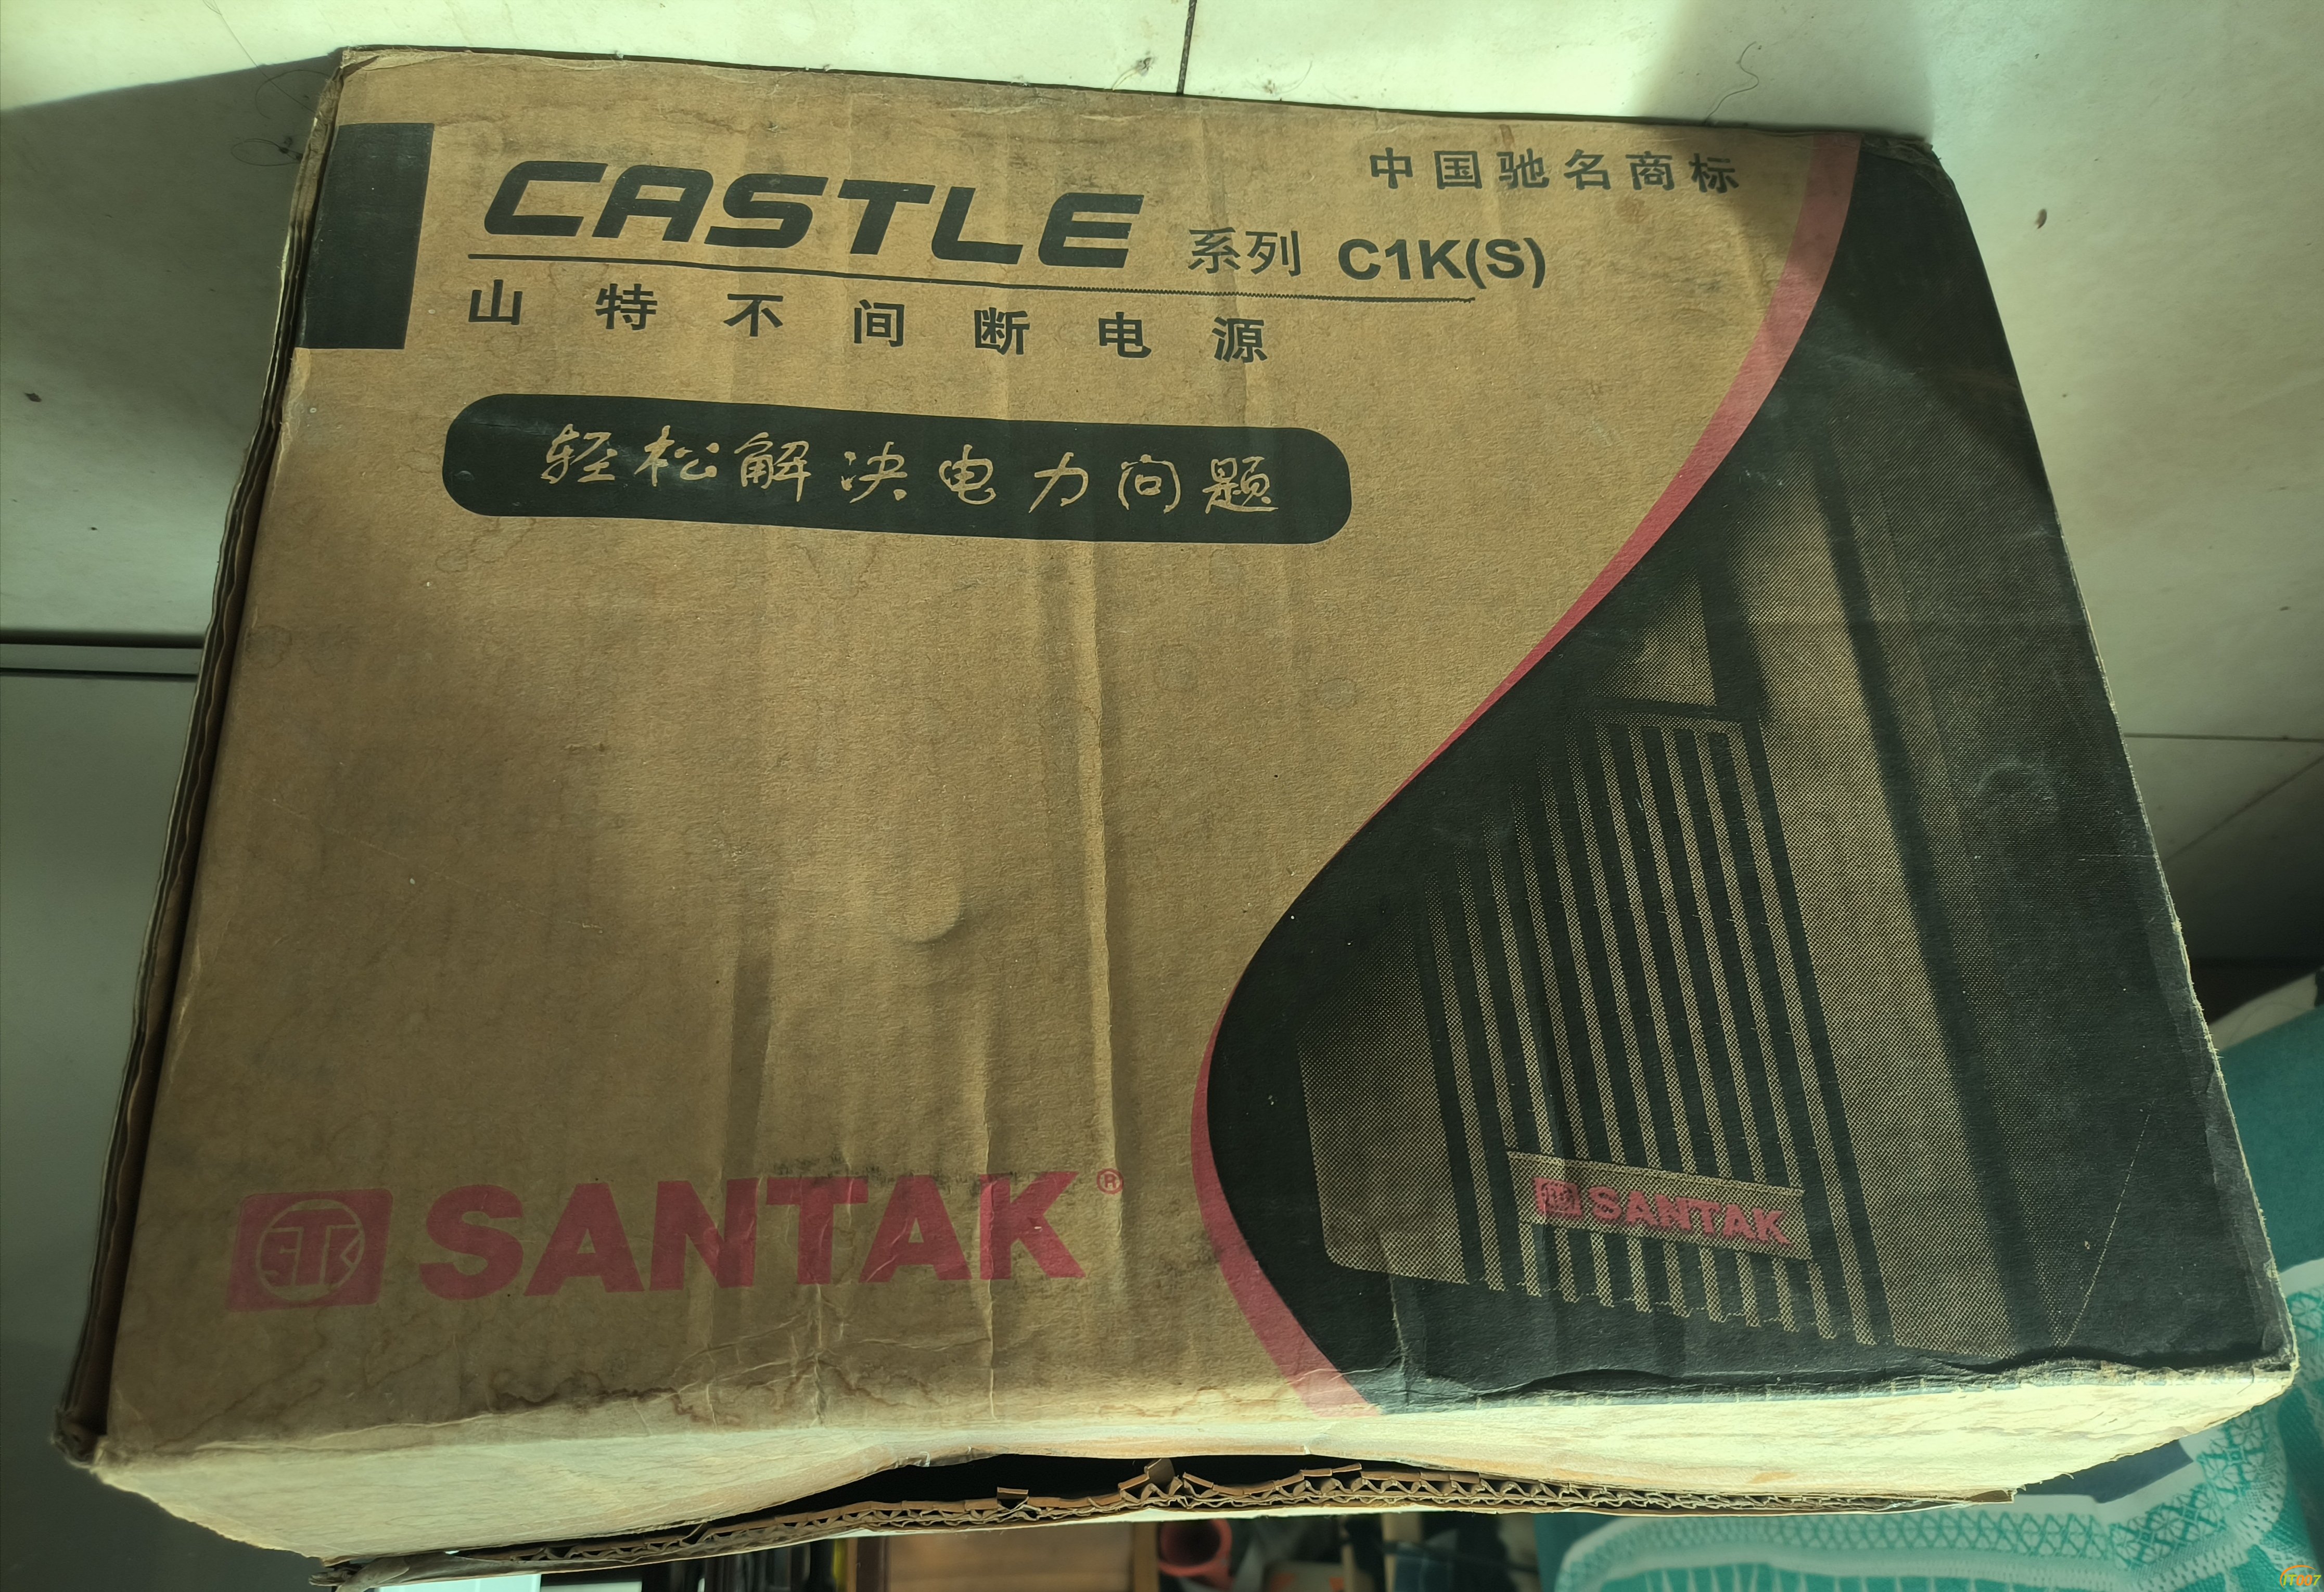 中国驰名商标
CASTLE 系列 C1K(S)
山特不间断电源
轻松解决电力问题
STK SANTAK®
SANTAK